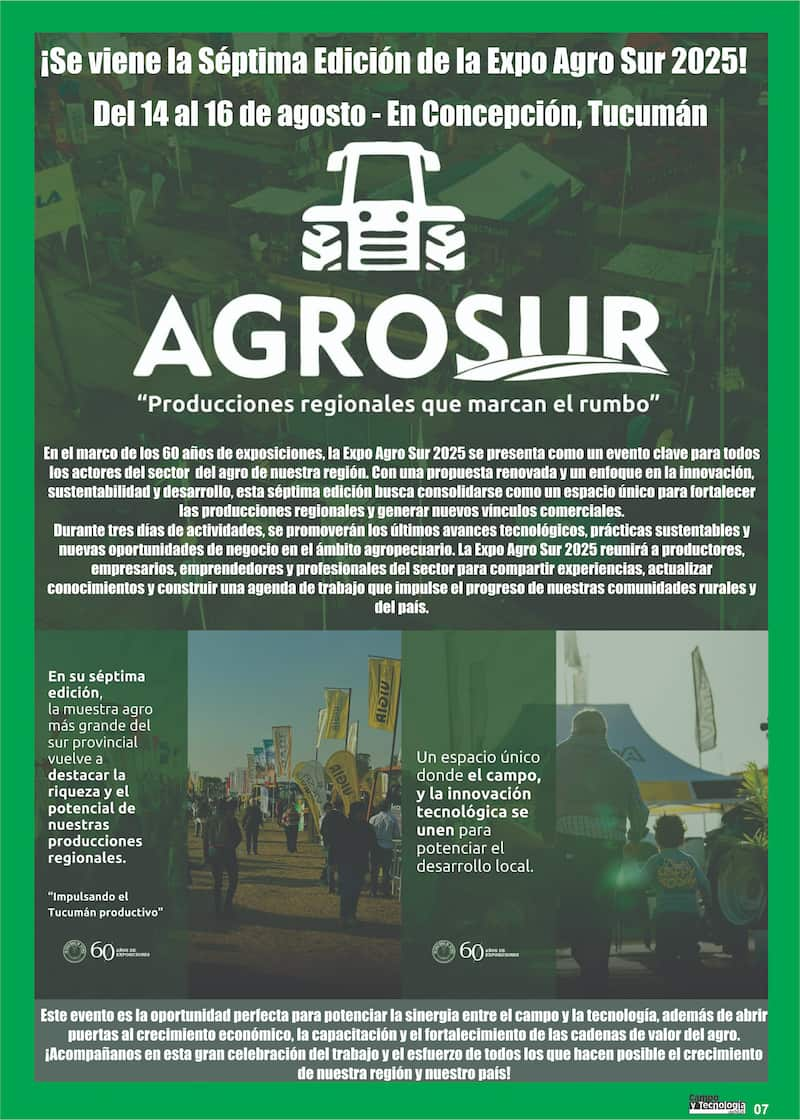 ¡Se viene la Séptima Edición de la Expo Agro Sur 2025!
Del 14 al 16 de agosto - En Concepción, Tucumán
AGROSUR
“Producciones regionales que marcan el rumbo”
En el marco de los 60 años de exposiciones, la Expo Agro Sur 2025 se presenta como un evento clave para todos
los actores del sector del agro de nuestra región. Con una propuesta renovada y un enfoque en la innovación,
sustentabilidad y desarrollo, esta séptima edición busca consolidarse como un espacio único para fortalecer
las producciones regionales y generar nuevos vínculos comerciales.
Durante tres días de actividades, se promoverán los últimos avances tecnológicos, prácticas sustentables y
nuevas oportunidades de negocio en el ámbito agropecuario. La Expo Agro Sur 2025 reunirá a productores,
empresarios, emprendedores y profesionales del sector para compartir experiencias, actualizar
conocimientos y construir una agenda de trabajo que impulse el progreso de nuestras comunidades rurales y
del país.
En su séptima
edición,
la muestra agro
más grande del
sur provincial
vuelve a
destacar la
riqueza y el
potencial de
nuestras
producciones
regionales.
“Impulsando el
Tucumán productivo”
60 AÑOS DE
EXPOSICIONES
Un espacio único
donde el campo,
y la innovación
tecnológica se
unen para
potenciar el
desarrollo local.
60 AÑOS DE
EXPOSICIONES
Este evento es la oportunidad perfecta para potenciar la sinergia entre el campo y la tecnología, además de abrir
puertas al crecimiento económico, la capacitación y el fortalecimiento de las cadenas de valor del agro.
¡Acompañanos en esta gran celebración del trabajo y el esfuerzo de todos los que hacen posible el crecimiento
de nuestra región y nuestro país!
Campo
y Tecnología
07